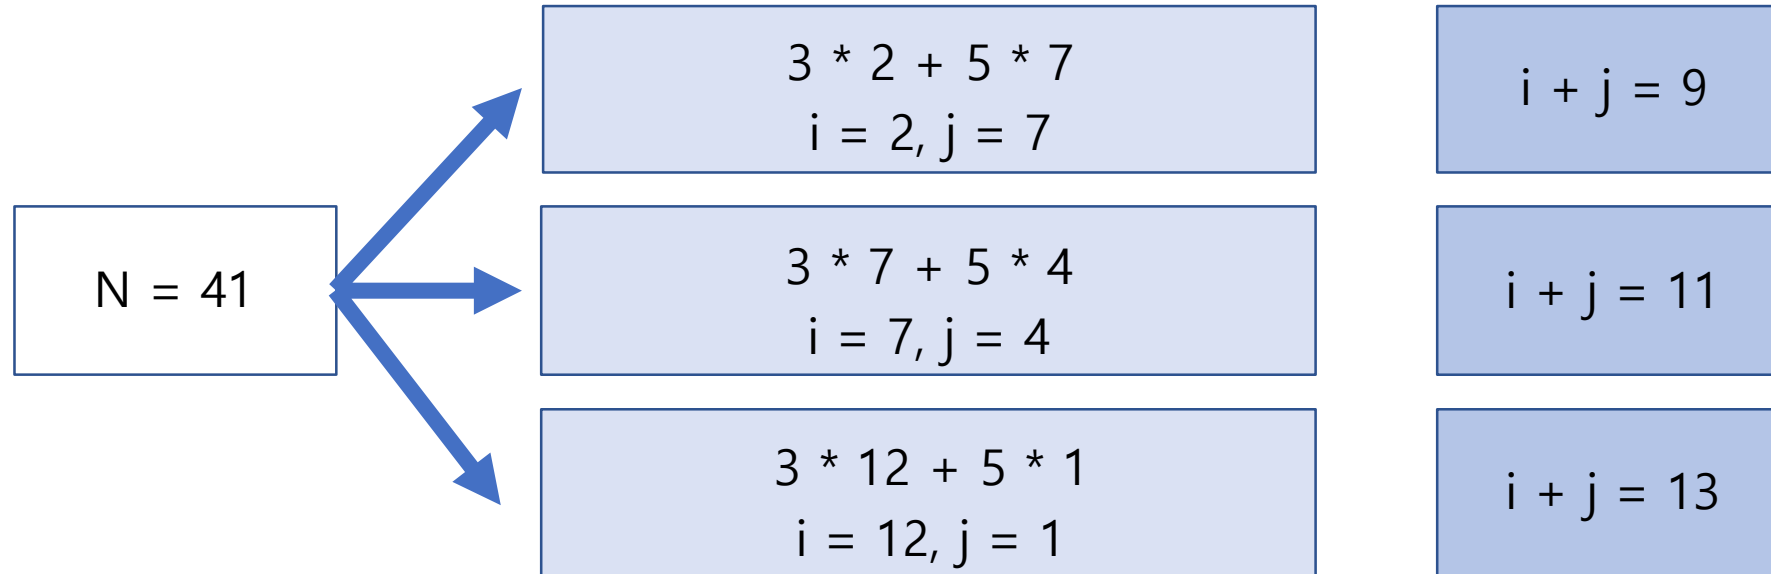 3 * 2 + 5 * 7
i = 2, j = 7
i + j = 9
N = 41
3 * 7 + 5 * 4
i = 7, j = 4
i + j = 11
3 * 12 + 5 * 1
i = 12, j = 1
i + j = 13